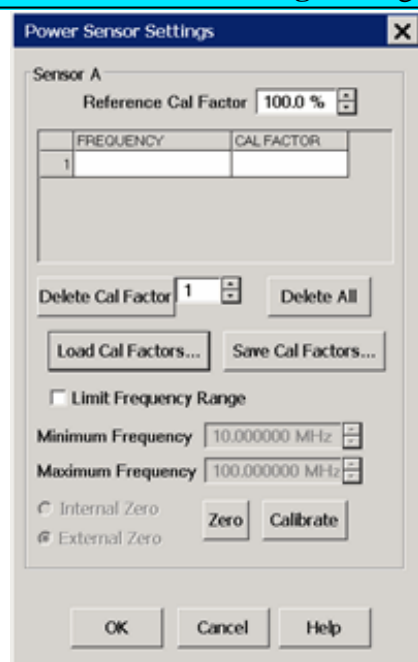 Power Sensor Settings
Sensor A
Reference Cal Factor 100.0 %
FREQUENCY CAL FACTOR
1
Delete Cal Factor 1 Delete All
Load Cal Factors... Save Cal Factors...
Limit Frequency Range
Minimum Frequency 10.000000 MHz
Maximum Frequency 100.000000 MHz
Internal Zero
External Zero
Zero Calibrate
OK Cancel Help